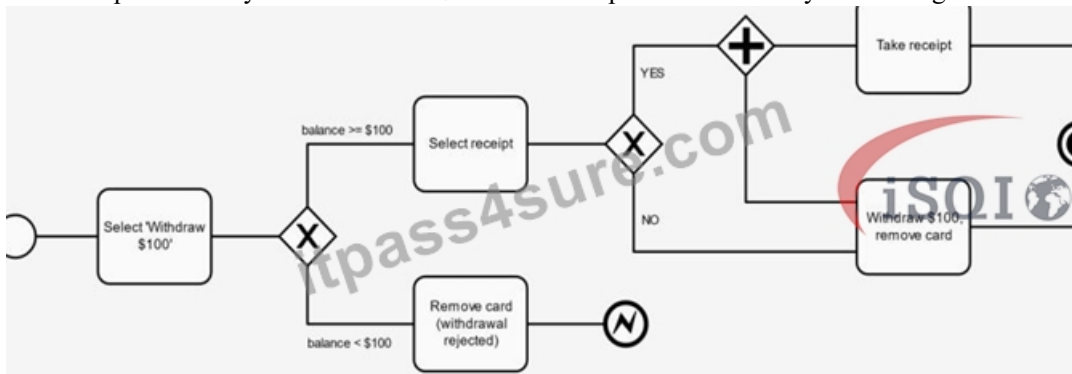 YES
Take receipt
balance >= $100
Select receipt
X
itpass4sure.com
iSQI
Select 'Withdraw
$100'
X
NO
Withdraw $100,
remove card
Remove card
(withdrawal
rejected)
balance < $100